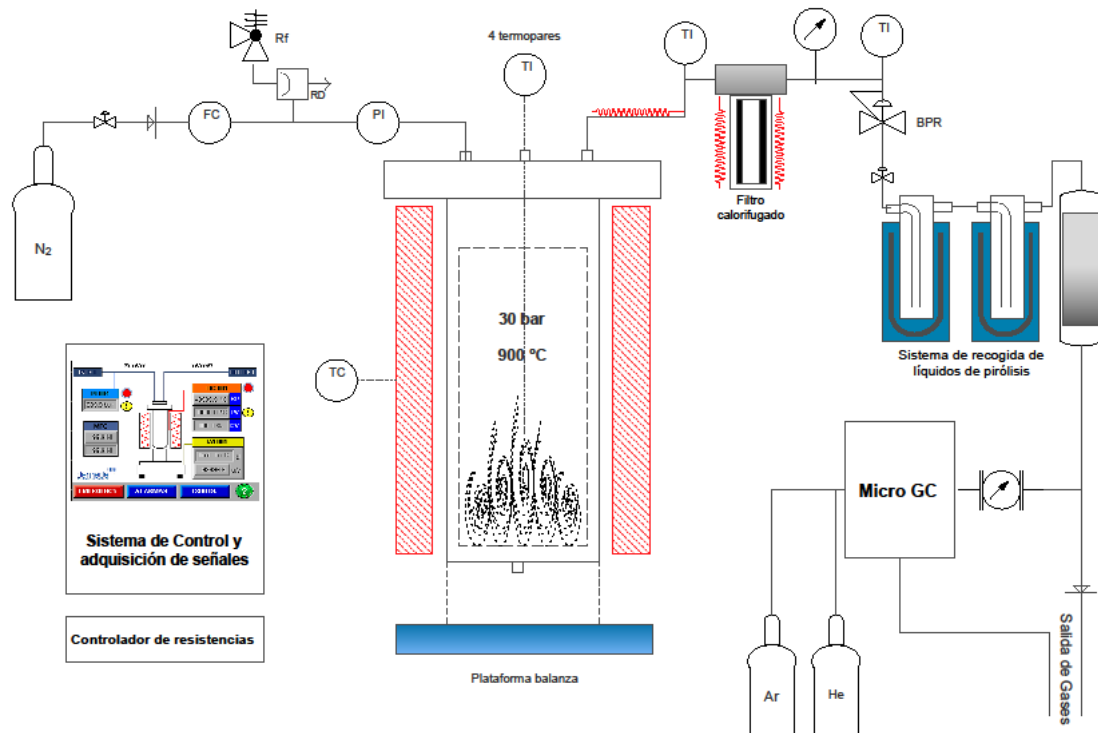 Rf
4 termopares
TI
TI
TI
RD
FC
PI
BPR
N2
Filtro
calorifugado
30 bar
900 ºC
TC
Sistema de recogida de
líquidos de pirólisis
ALARMAS
Sistema de Control y
adquisición de señales
Controlador de resistencias
Micro GC
Ar
He
Salida de Gases
Plataforma balanza